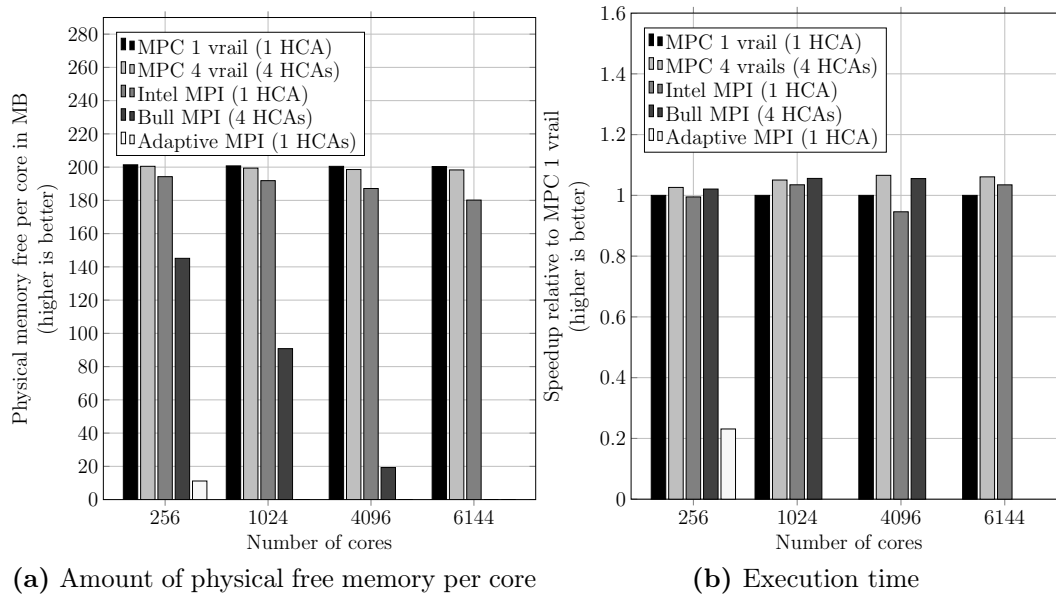 280
260
240
220
200
180
160
140
120
100
80
60
40
20
0
Physical memory free per core in MB
(higher is better)
MPC 1 vrail (1 HCA)
MPC 4 vrail (4 HCAs)
Intel MPI (1 HCA)
Bull MPI (4 HCAs)
Adaptive MPI (1 HCAs)
256 1024 4096 6144
Number of cores
(a) Amount of physical free memory per core
1.6
1.4
1.2
1
0.8
0.6
0.4
0.2
0
Speedup relative to MPC 1 vrail
(higher is better)
MPC 1 vrail (1 HCA)
MPC 4 vrails (4 HCAs)
Intel MPI (1 HCA)
Bull MPI (4 HCAs)
Adaptive MPI (1 HCA)
256 1024 4096 6144
Number of cores
(b) Execution time